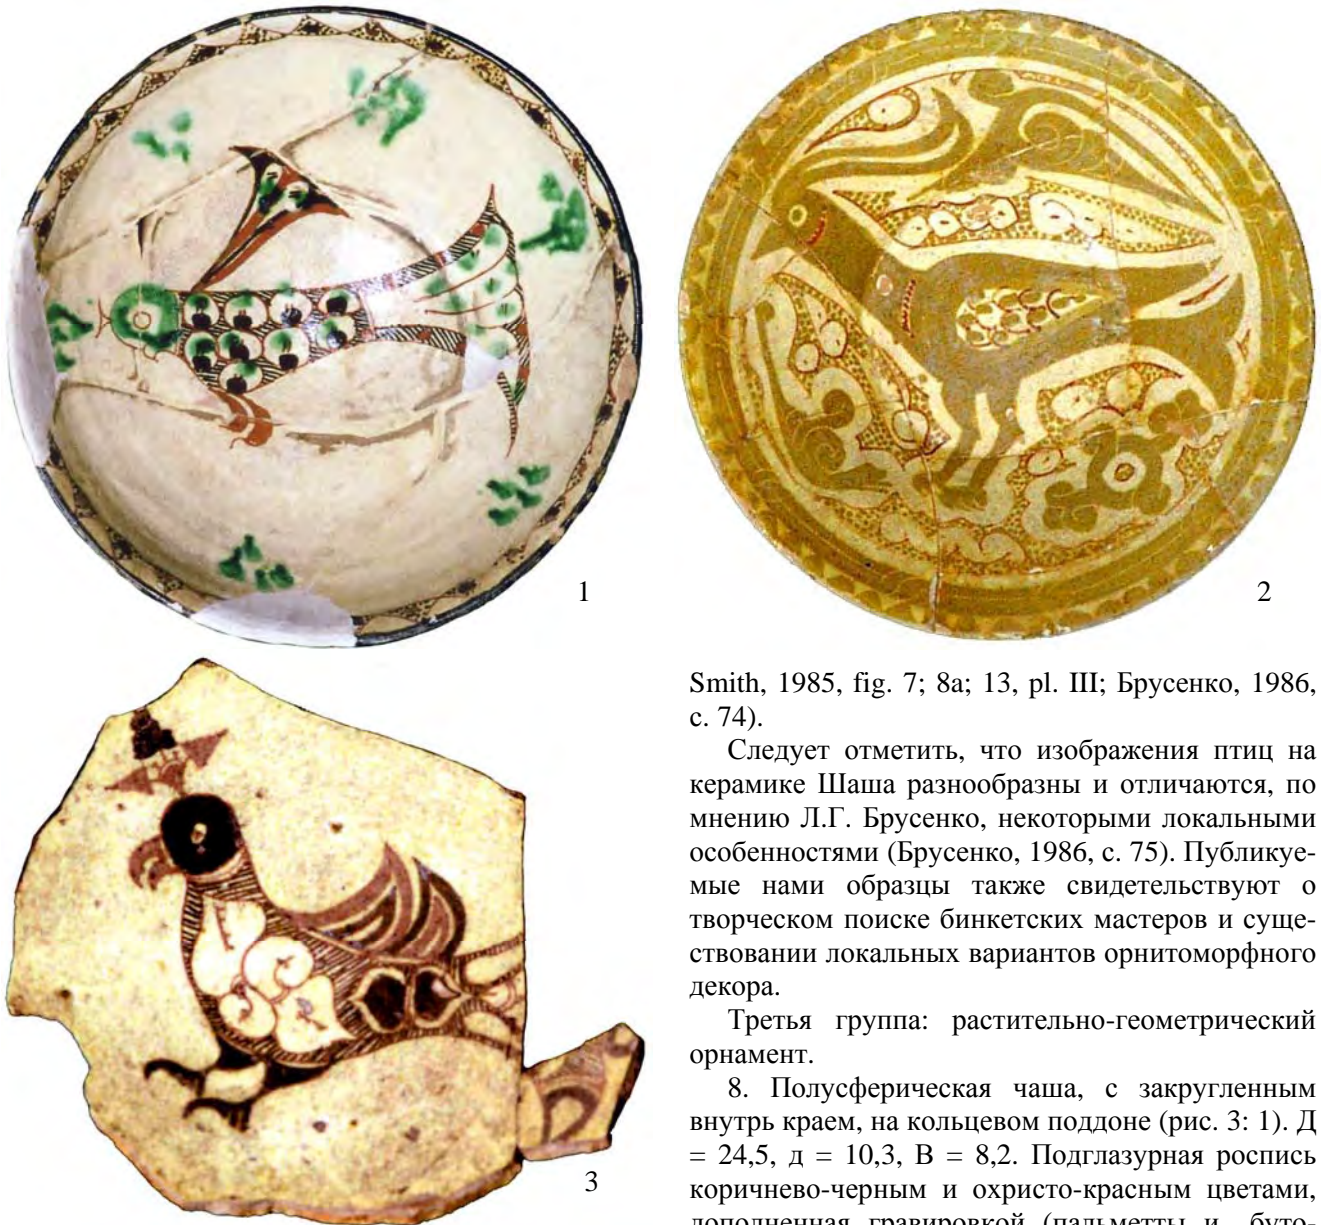 1
2
3
Smith, 1985, fig. 7; 8a; 13, pl. III; Брусенко, 1986,
с. 74).
Следует отметить, что изображения птиц на
керамике Шаша разнообразны и отличаются, по
мнению Л.Г. Брусенко, некоторыми локальными
особенностями (Брусенко, 1986, с. 75). Публикуе-
мые нами образцы также свидетельствуют о
творческом поиске бинкетских мастеров и суще-
ствовании локальных вариантов орнитоморфного
декора.
Третья группа: растительно-геометрический
орнамент.
8. Полусферическая чаша, с закругленным
внутрь краем, на кольцевом поддоне (рис. 3: 1). Д
= 24,5, д = 10,3, В = 8,2. Подглазурная роспись
коричнево-черным и охристо-красным цветами,
дополненная гравировкой (пальметты и буто-